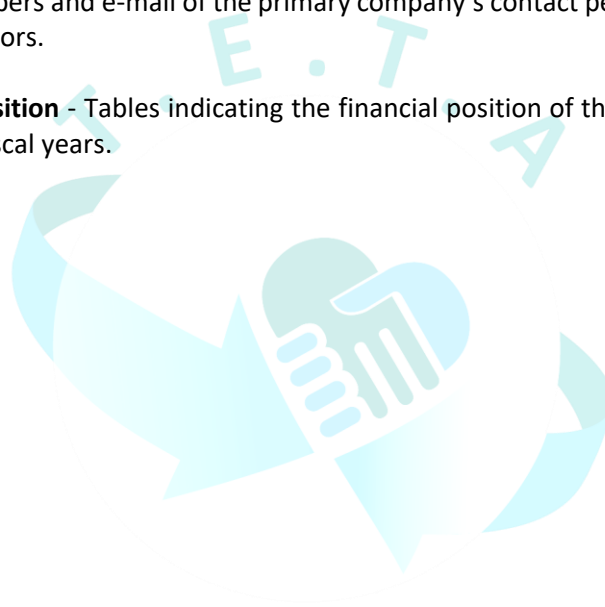 bers and e-mail of the primary company's contact pe
ors.
T . E . T . A
sition - Tables indicating the financial position of th
scal years.